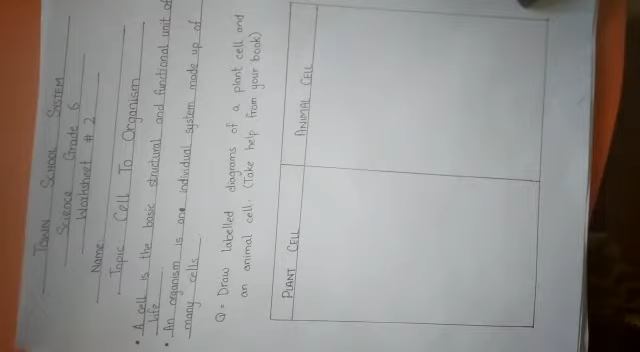 TOWN SCHOOL SYSTEM
Science Grade 6
Worksheet # 2
Name:
Topic Cell To Organism
• A cell is the basic structural and functional unit of
life.
• An organism is an individual system made up of
many cells.
Q = Draw labelled diagrams of a plant cell and
an animal cell. (Take help from your book)
PLANT CELL
ANIMAL CELL